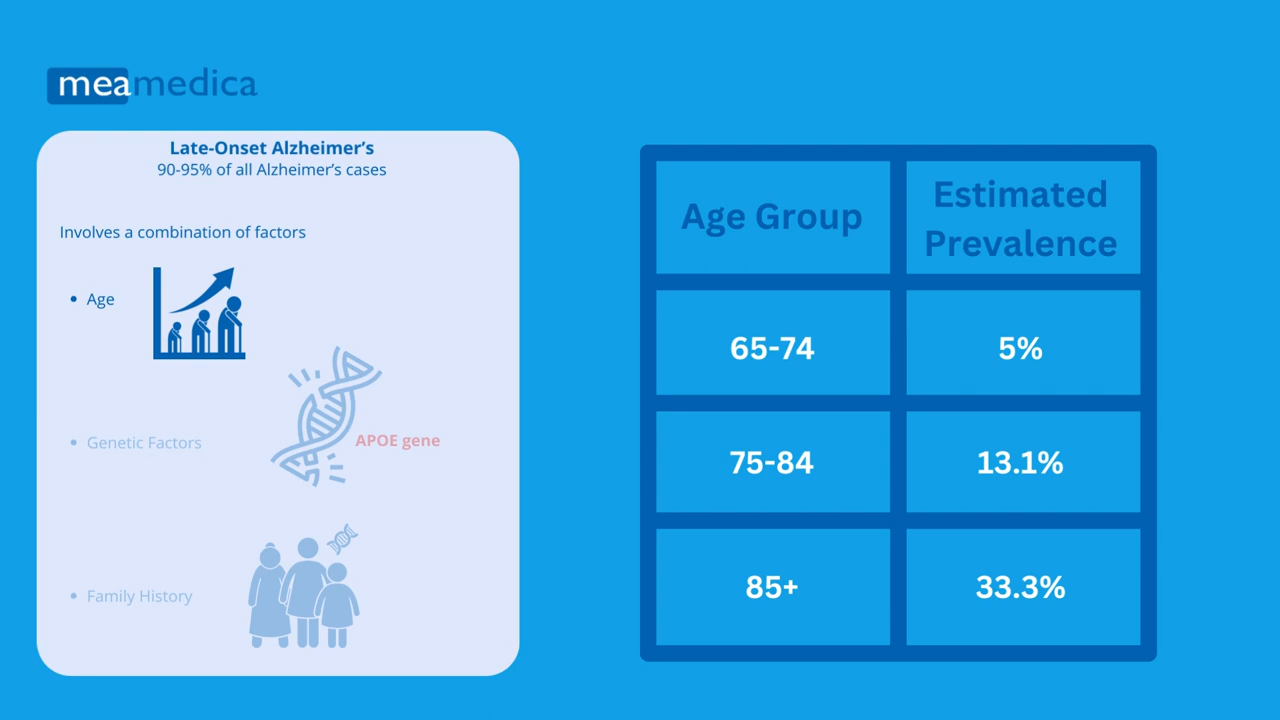 meamedica
Late-Onset Alzheimer’s
90-95% of all Alzheimer’s cases
Involves a combination of factors
• Age
• Genetic Factors
APOE gene
• Family History
Age Group
Estimated
Prevalence
65-74
5%
75-84
13.1%
85+
33.3%